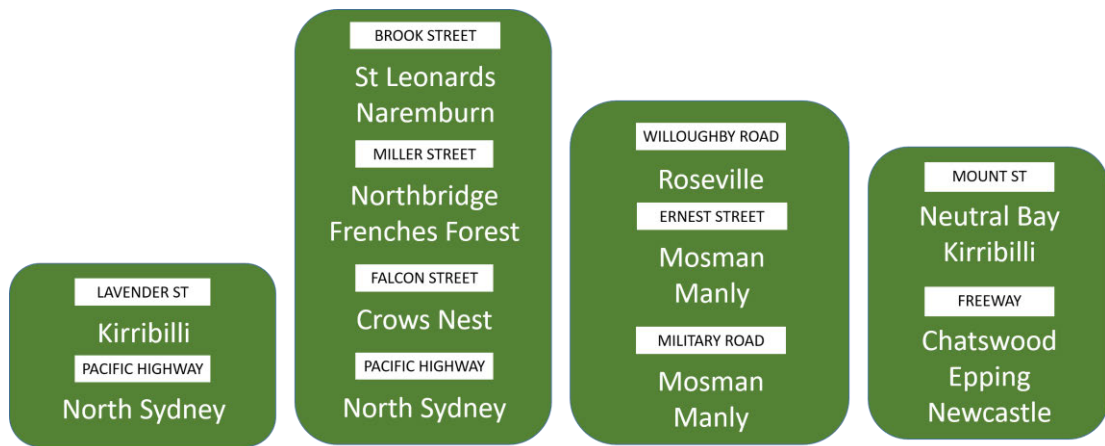 LAVENDER ST
Kirribilli
PACIFIC HIGHWAY
North Sydney
BROOK STREET
St Leonards
Naremburn
MILLER STREET
Northbridge
Frenches Forest
FALCON STREET
Crows Nest
PACIFIC HIGHWAY
North Sydney
WILLOUGHBY ROAD
Roseville
ERNEST STREET
Mosman
Manly
MILITARY ROAD
Mosman
Manly
MOUNT ST
Neutral Bay
Kirribilli
FREEWAY
Chatswood
Epping
Newcastle